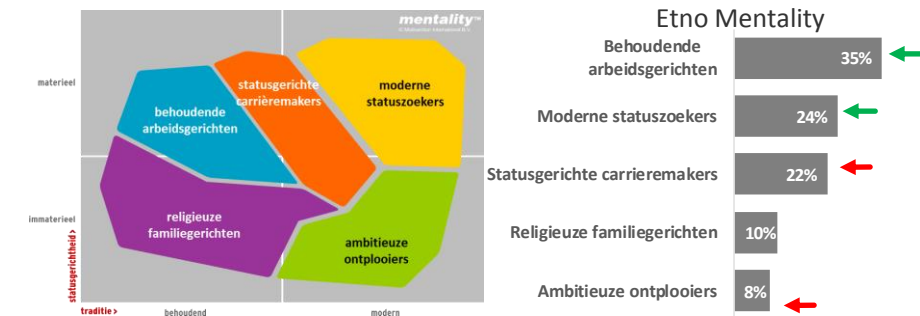 mentality™
© Motivaction International B.V.
materieel
immaterieel
statusgerichtheid >
traditie >
behoudend
modern
behoudende
arbeidsgerichten
statusgerichte
carrièremakers
moderne
statuszoekers
religieuze
familiegerichten
ambitieuze
ontplooiers
Etno Mentality
Behoudende
arbeidsgerichten
35%
Moderne statuszoekers
24%
Statusgerichte carrieremakers
22%
Religieuze familiegerichten
10%
Ambitieuze ontplooiers
8%